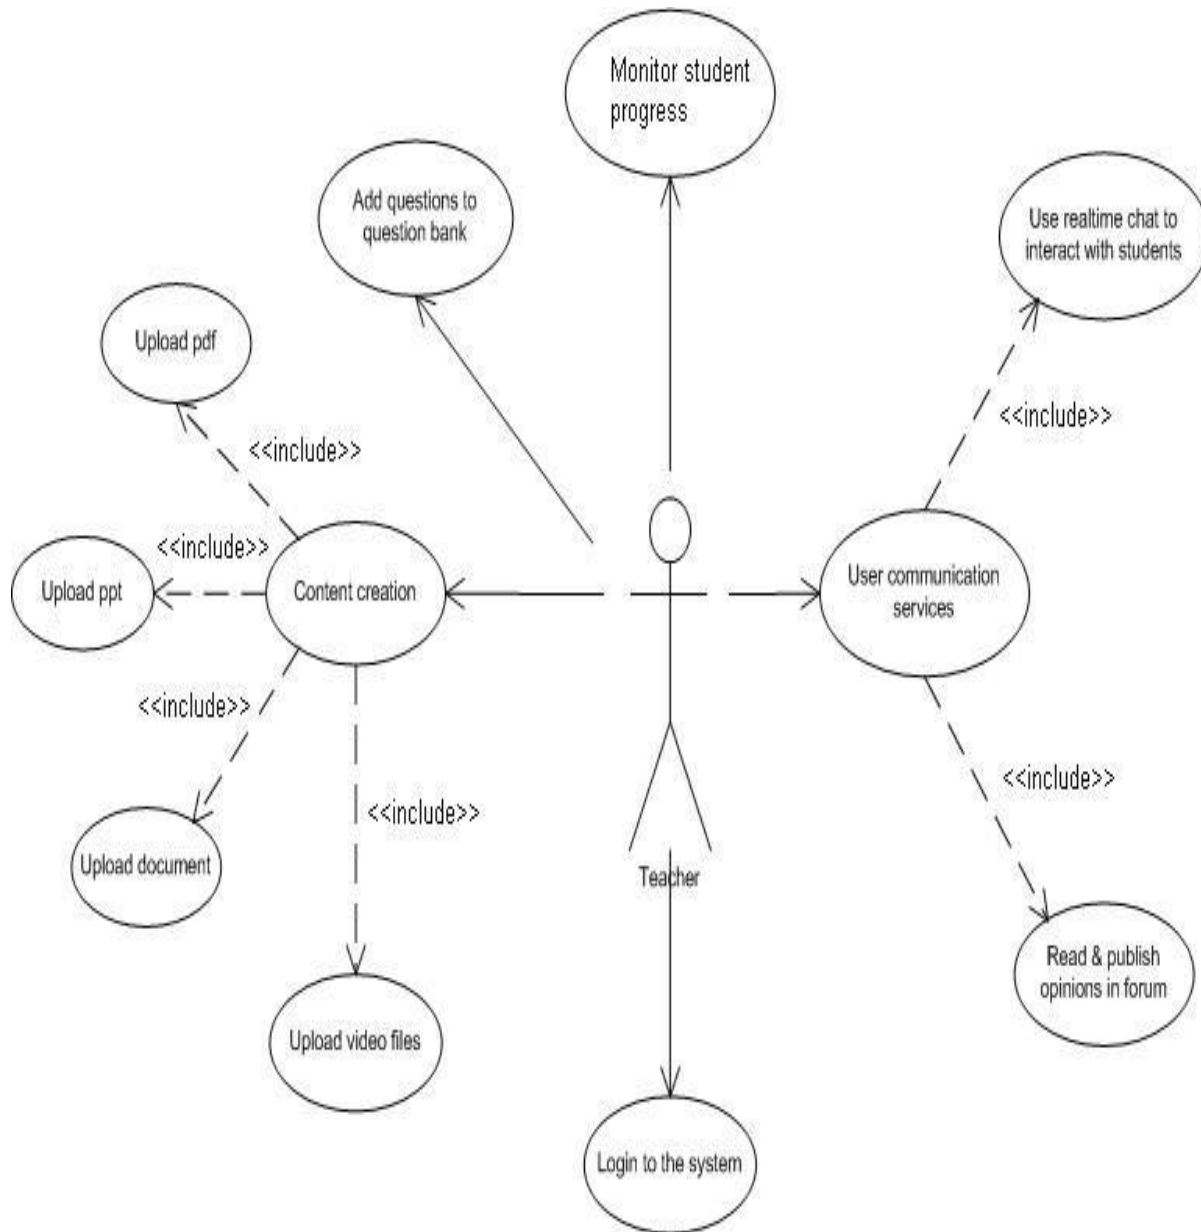 Monitor student
progress
Add questions to
question bank
Use realtime chat to
interact with students
Upload pdf
<<include>>
<<include>>
<<include>>
Upload ppt
Content creation
User communication
services
<<include>>
<<include>>
<<include>>
Upload document
Teacher
Read & publish
opinions in forum
Upload video files
Login to the system